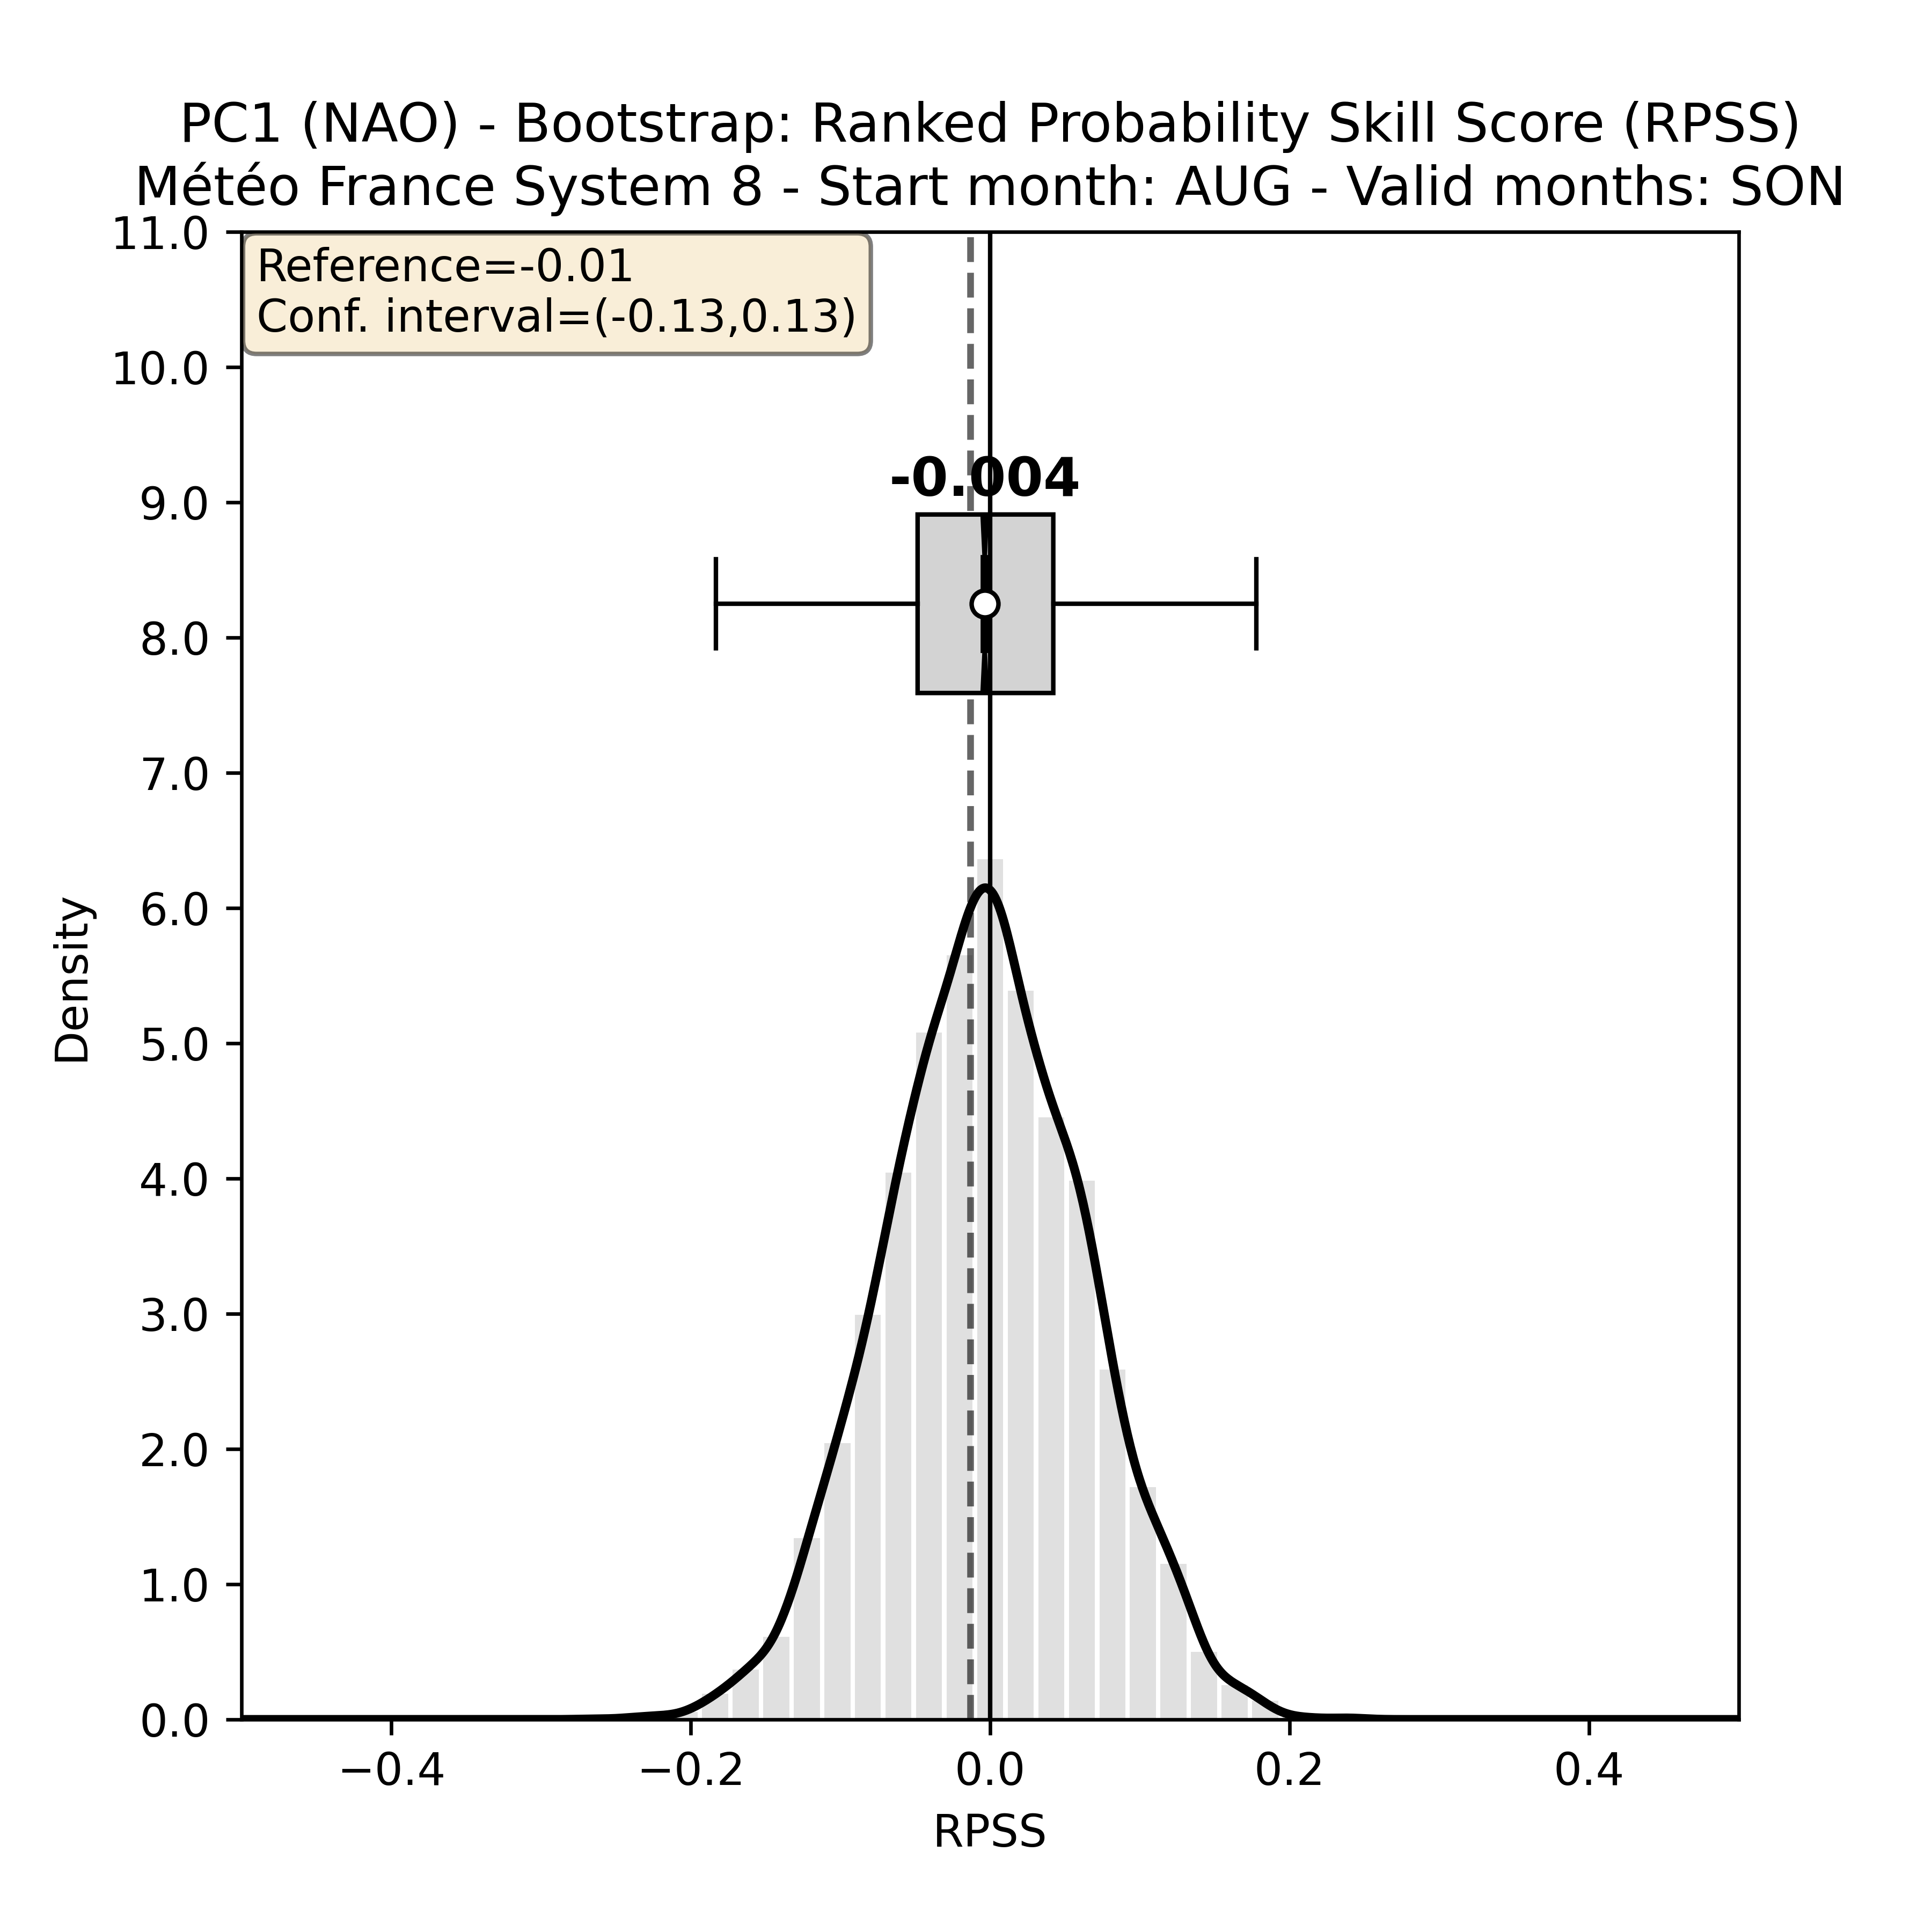 PC1 (NAO) - Bootstrap: Ranked Probability Skill Score (RPSS)
Météo France System 8 - Start month: AUG - Valid months: SON
Reference=-0.01
Conf. interval=(-0.13,0.13)
-0.004
11.0
10.0
9.0
8.0
7.0
6.0
5.0
4.0
3.0
2.0
1.0
0.0
Density
−0.4 −0.2 0.0 0.2 0.4
RPSS